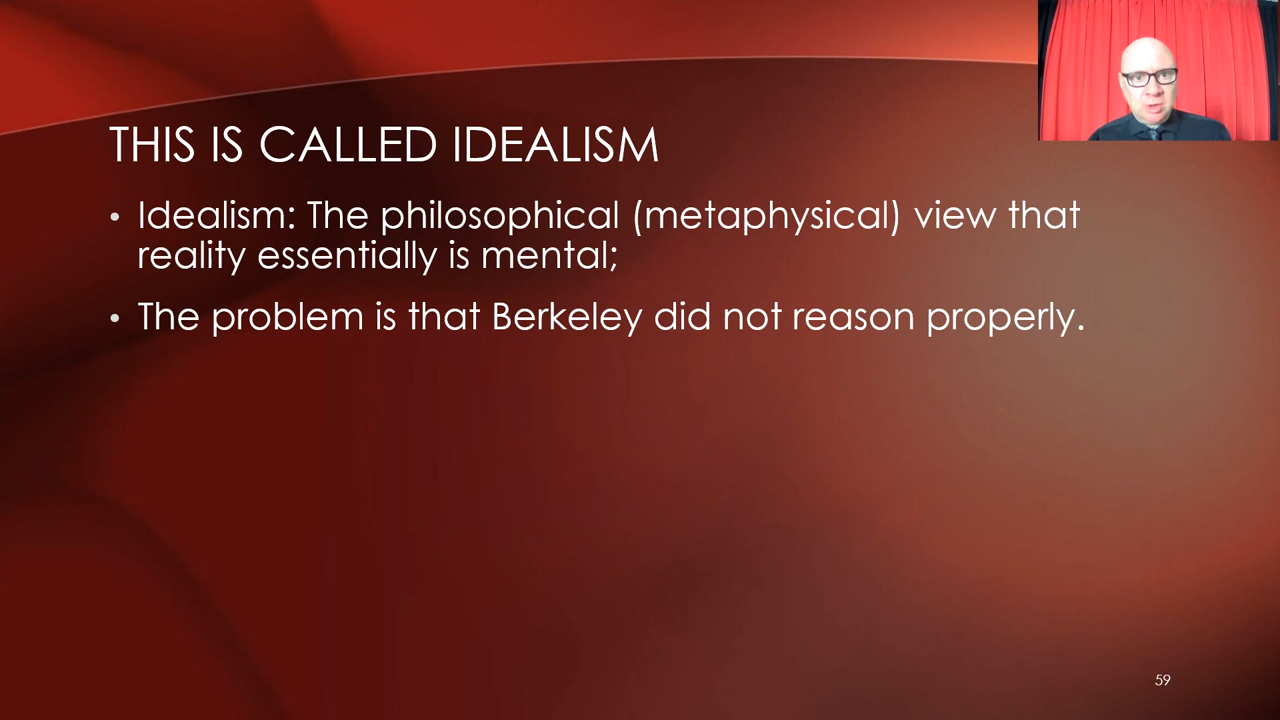 THIS IS CALLED IDEALISM
• Idealism: The philosophical (metaphysical) view that
reality essentially is mental;
• The problem is that Berkeley did not reason properly.
59